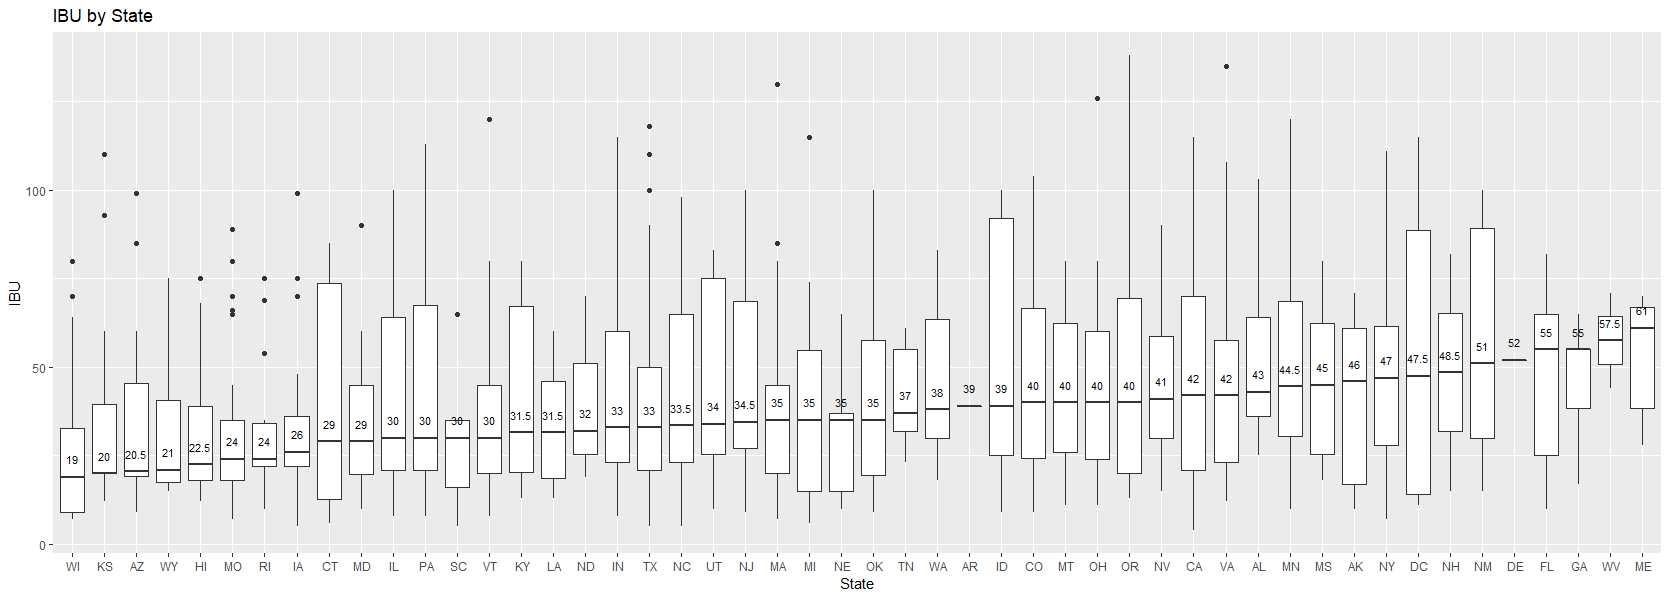 IBU by State
IBU
100
50
0
19 20 20.5 21 22.5 24 24 26 29 29 30 30 30 30 31.5 31.5 32 33 33 33.5 34 34.5 35 35 35 35 37 38 39 39 40 40 40 40 41 42 42 43 44.5 45 46 47 47.5 48.5 51 52 55 55 57.5 61
WI KS AZ WY HI MO RI IA CT MD IL PA SC VT KY LA ND IN TX NC UT NJ MA MI NE OK TN WA AR ID CO MT OH OR NV CA VA AL MN MS AK NY DC NH NM DE FL GA WV ME
State